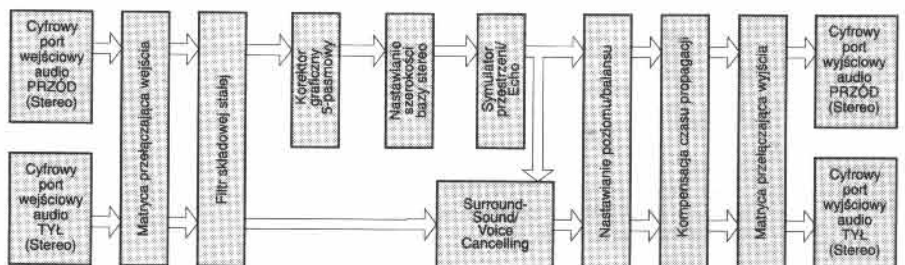 Cyfrowy
port
wejściowy
audio
PRZÓD
(Stereo)
Cyfrowy
port
wejściowy
audio
TYŁ
(Stereo)
Matryca przełączająca wejścia
Filtr składowej stałej
Korektor
graficzny
5-pasmowy
Nastawianie
szerokości
bazy stereo
Symulator
przestrzeni/
Echo
Surround-
Sound/
Voice
Cancelling
Nastawianie poziomu/balansu
Kompensacja czasu propagacji
Matryca przełączająca wyjścia
Cyfrowy
port
wyjściowy
audio
PRZÓD
(Stereo)
Cyfrowy
port
wyjściowy
audio
TYŁ
(Stereo)